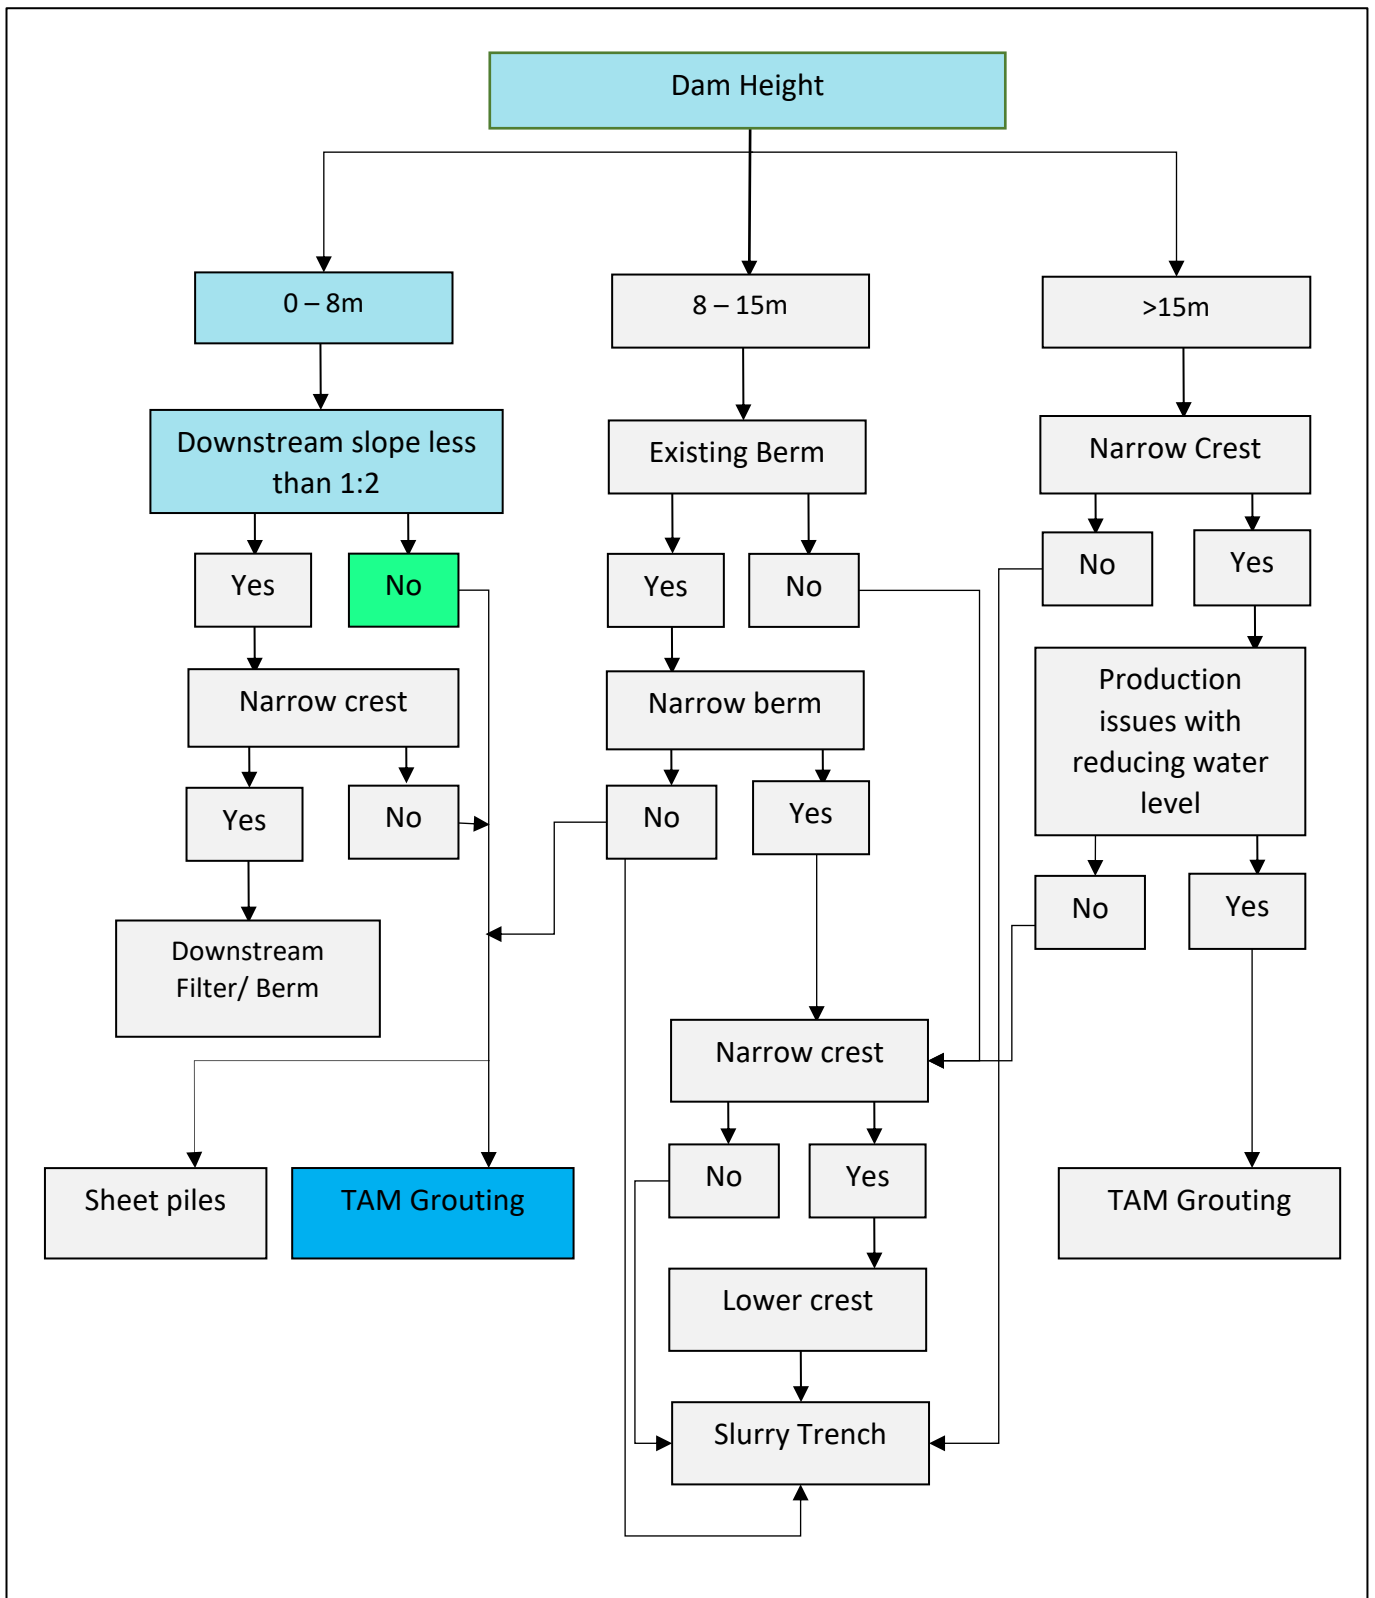 Dam Height
0 – 8m
8 – 15m
>15m
Downstream slope less
than 1:2
Existing Berm
Narrow Crest
Yes
No
Yes
No
No
Yes
Narrow crest
Narrow berm
Production
issues with
reducing water
level
Yes
No
No
Yes
No
Yes
Downstream
Filter/ Berm
Narrow crest
No
Yes
Sheet piles
TAM Grouting
TAM Grouting
Lower crest
Slurry Trench